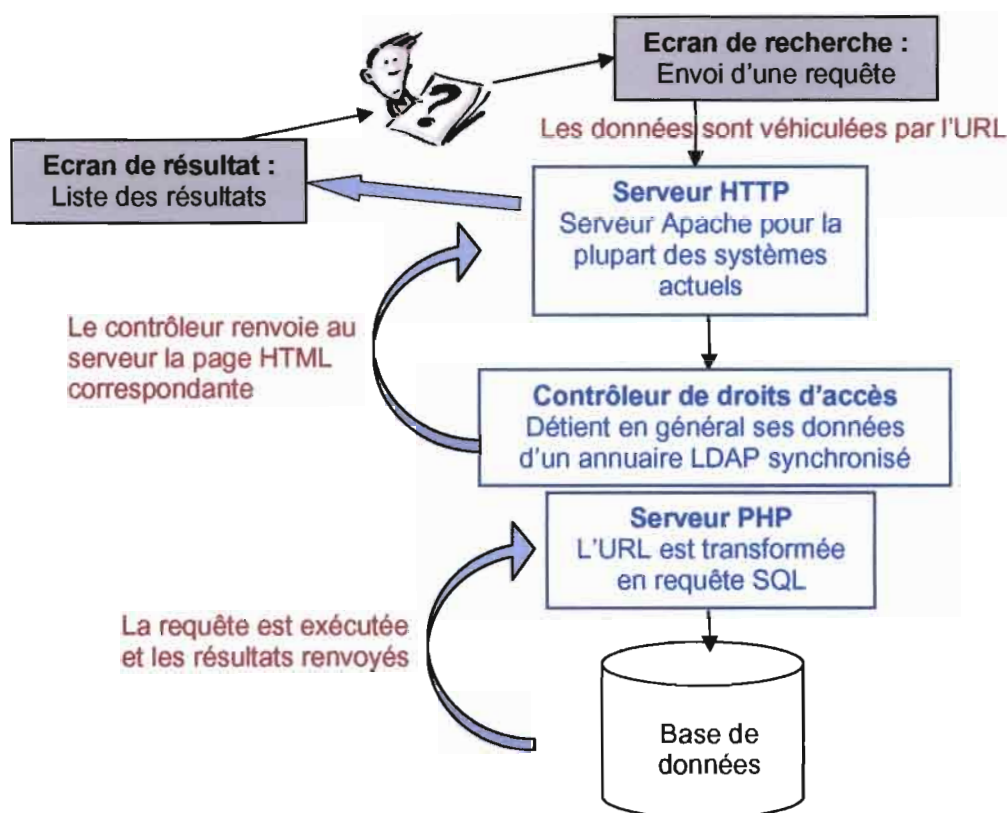 Ecran de recherche :
Envoi d'une requête
?
Les données sont véhiculées par l'URL
Ecran de résultat :
Liste des résultats
Serveur HTTP
Serveur Apache pour la
plupart des systèmes
actuels
Le contrôleur renvoie au
serveur la page HTML
correspondante
Contrôleur de droits d'accès
Détient en général ses données
d'un annuaire LDAP synchronisé
Serveur PHP
L'URL est transformée
en requête SQL
La requête est exécutée
et les résultats renvoyés
Base de
données